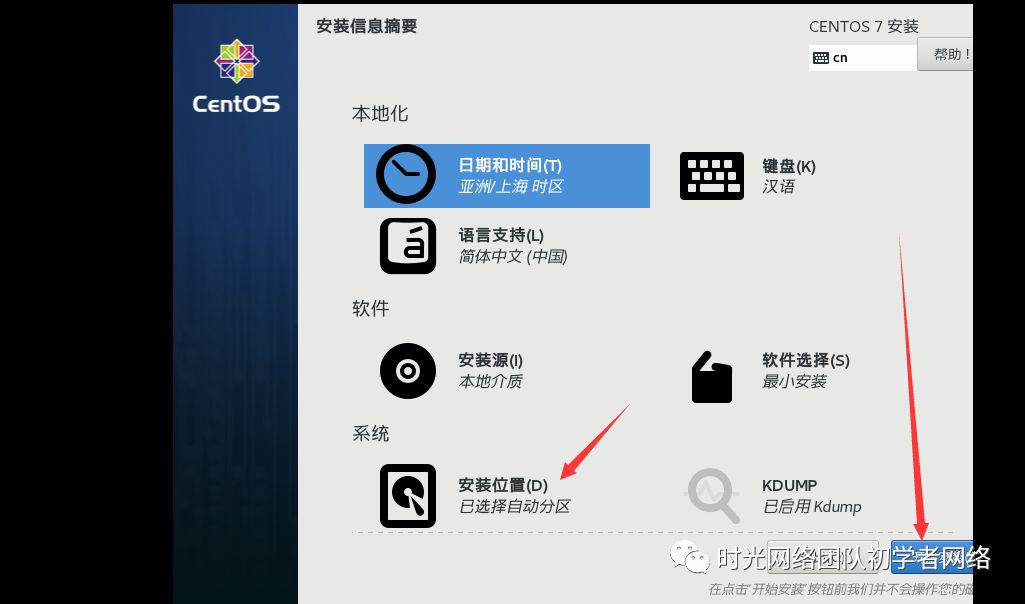 安装信息摘要
CENTOS 7 安装
cn
帮助！
CentOS
本地化
日期和时间(T)
亚洲/上海 时区
键盘(K)
汉语
语言支持(L)
简体中文 (中国)
软件
安装源(I)
本地介质
软件选择(S)
最小安装
系统
安装位置(D)
已选择自动分区
KDUMP
已启用 Kdump
时光网络团队初学者网络
在点击'开始安装'按钮前我们并不会操作您的磁